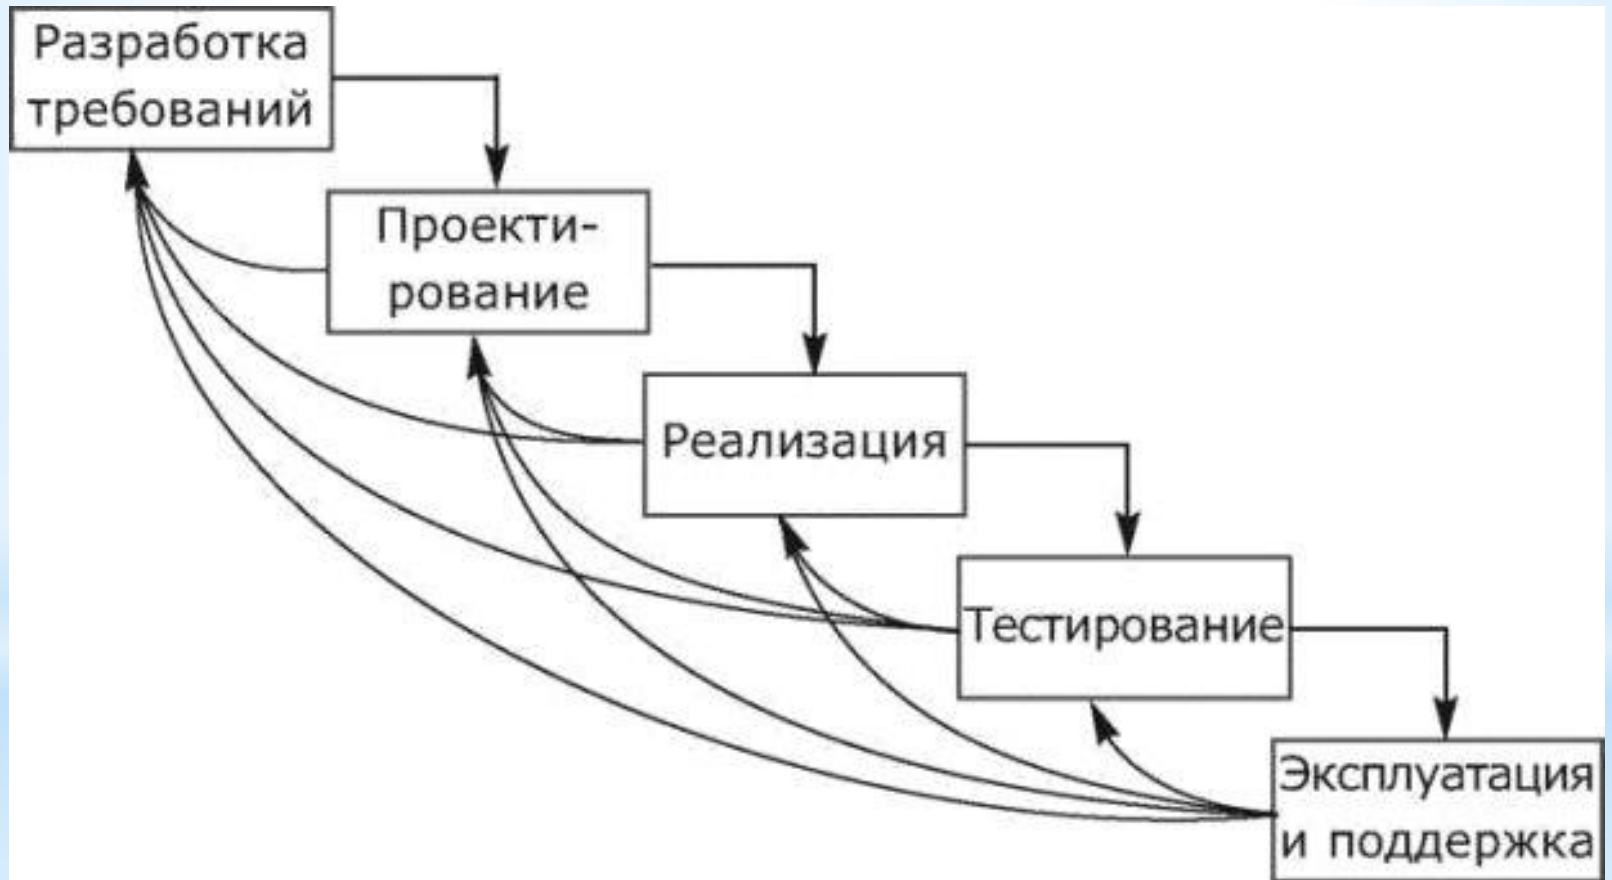 Разработка
требований
Проекти-
рование
Реализация
Тестирование
Эксплуатация
и поддержка